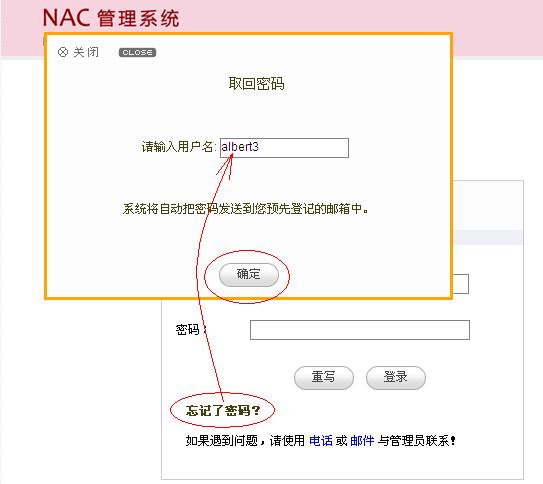 NAC 管理系统
关闭 CLOSE
取回密码
请输入用户名: albert3
系统将自动把密码发送到您预先登记的邮箱中。
确定
密码：
重写 登录
忘记了密码？
如果遇到问题，请使用 电话 或 邮件 与管理员联系！